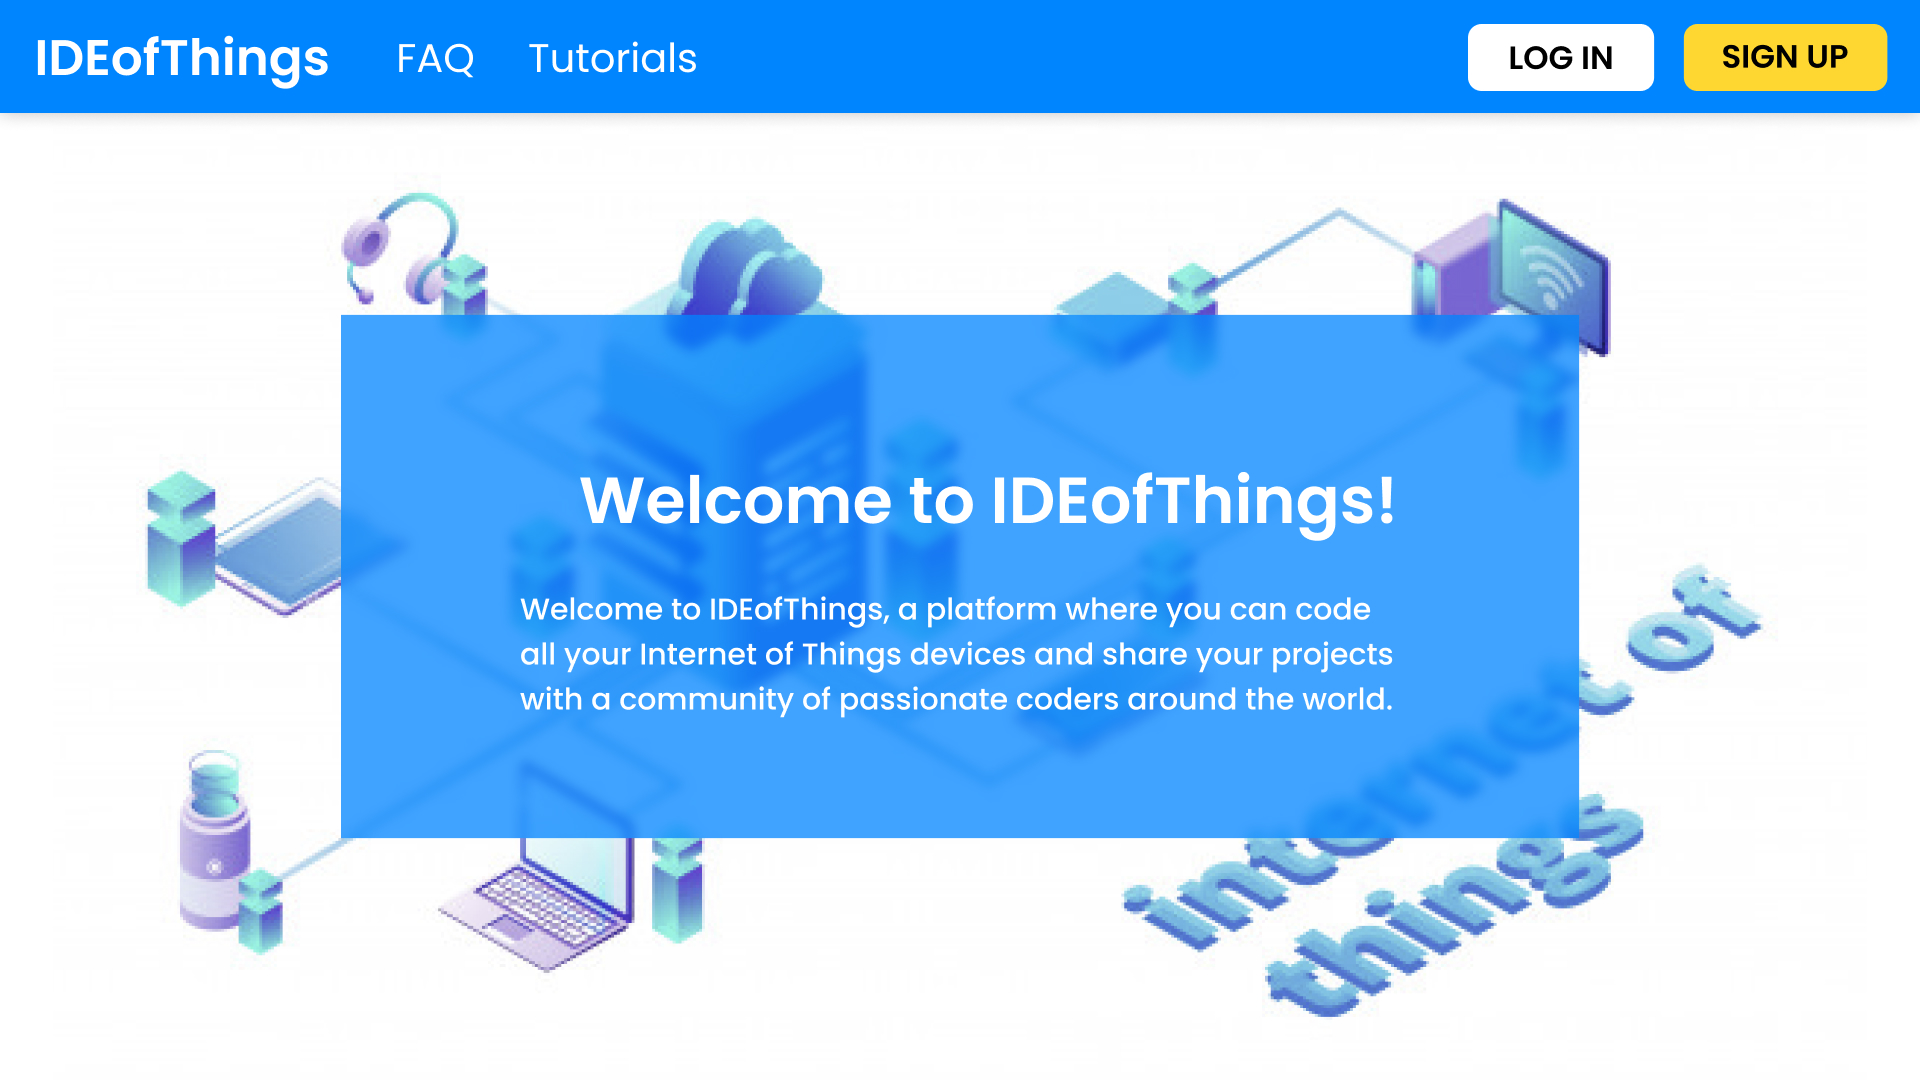 IDEofThings FAQ Tutorials LOG IN SIGN UP
Welcome to IDEofThings!
Welcome to IDEofThings, a platform where you can code
all your Internet of Things devices and share your projects
with a community of passionate coders around the world.
internet of
things